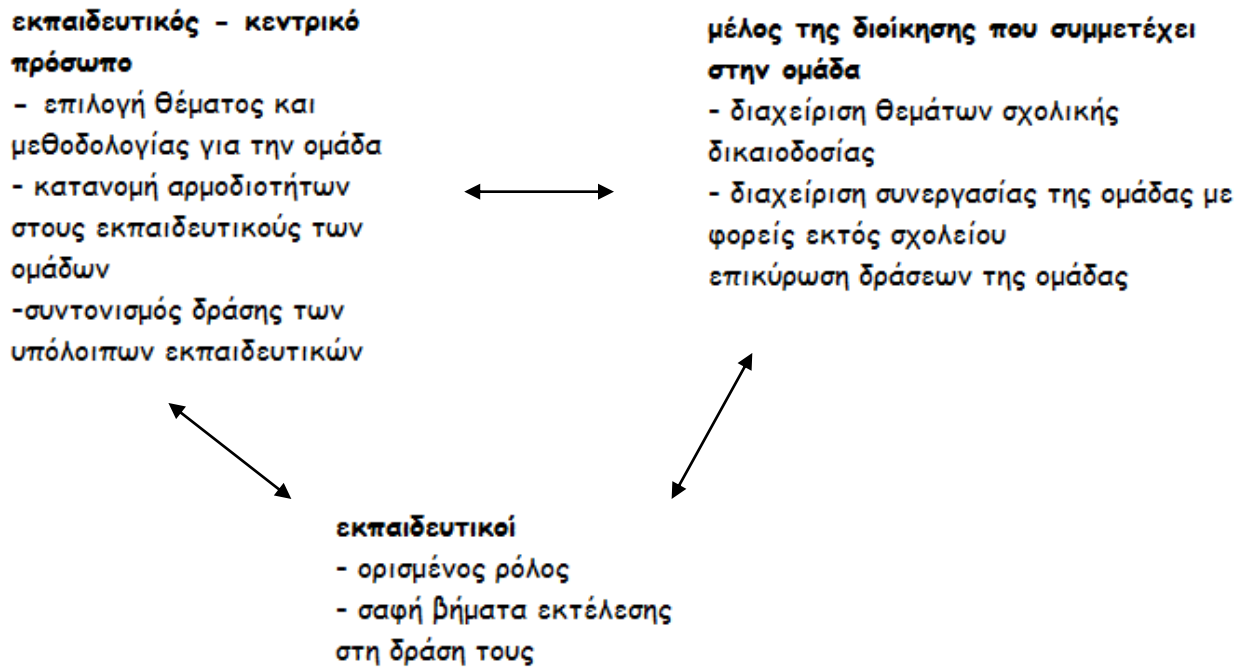 εκπαιδευτικός – κεντρικό
πρόσωπο
– επιλογή θέματος και
μεθοδολογίας για την ομάδα
- κατανομή αρμοδιοτήτων
στους εκπαιδευτικούς των
ομάδων
-συντονισμός δράσης των
υπόλοιπων εκπαιδευτικών
μέλος της διοίκησης που συμμετέχει
στην ομάδα
- διαχείριση θεμάτων σχολικής
δικαιοδοσίας
- διαχείριση συνεργασίας της ομάδας με
φορείς εκτός σχολείου
επικύρωση δράσεων της ομάδας
εκπαιδευτικοί
- ορισμένος ρόλος
- σαφή βήματα εκτέλεσης
στη δράση τους